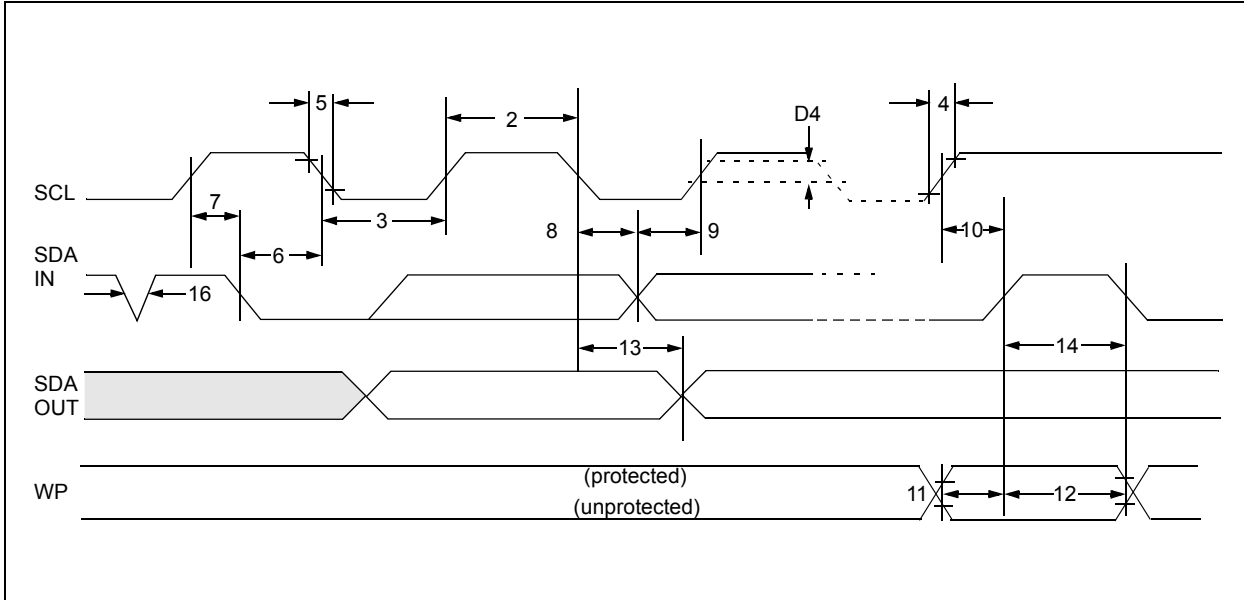 5
2
D4
4
SCL
7
3
8
9
10
SDA
IN
6
16
13
14
SDA
OUT
WP
(protected)
(unprotected)
11
12